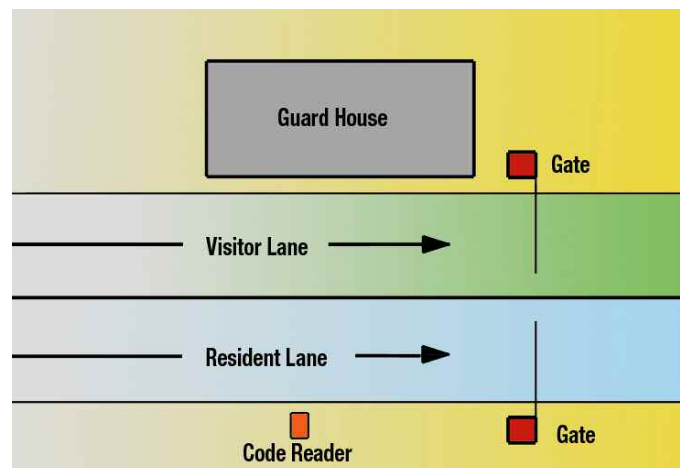 Guard House
Gate
Visitor Lane
Resident Lane
Code Reader
Gate